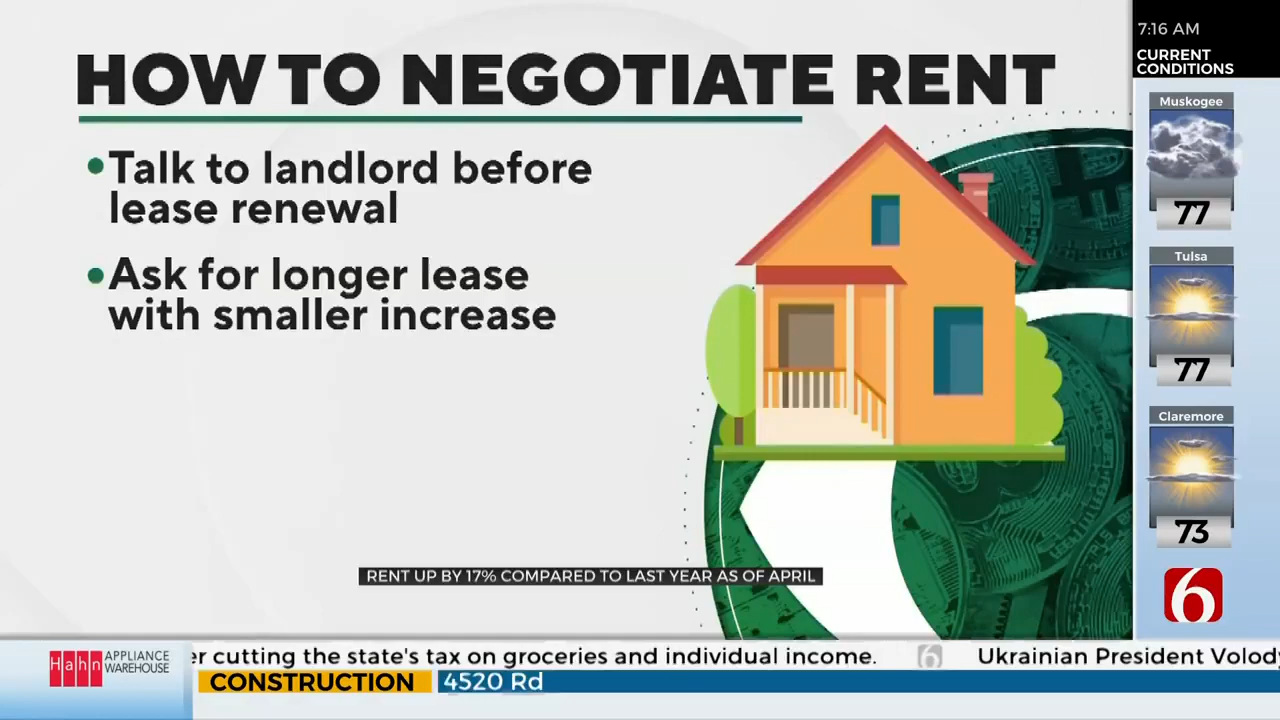 HOW TO NEGOTIATE RENT
•Talk to landlord before
lease renewal
•Ask for longer lease
with smaller increase
RENT UP BY 17% COMPARED TO LAST YEAR AS OF APRIL
7:16 AM
CURRENT
CONDITIONS
Muskogee
77
Tulsa
77
Claremore
73
6
Hahn APPLIANCE
WAREHOUSE
er cutting the state's tax on groceries and individual income. 6 Ukrainian President Volody
CONSTRUCTION 4520 Rd